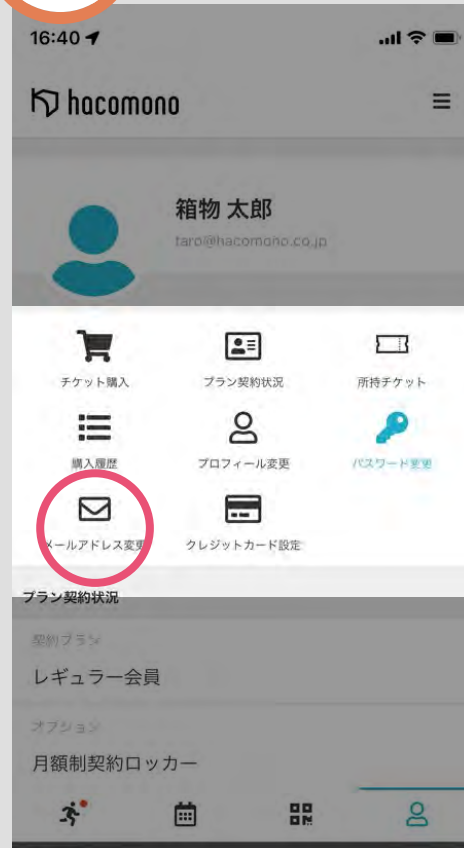 16:40
hacomono
箱物 太郎
taro@hacomono.co.jp
チケット購入
プラン契約状況
所持チケット
購入履歴
プロフィール変更
パスワード変更
メールアドレス変更
クレジットカード設定
プラン契約状況
契約プラン
レギュラー会員
オプション
月額制契約ロッカー